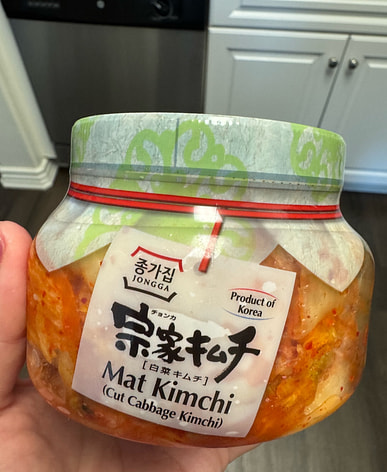 종가집
JONGGA
Product of
Korea
チョンカ
宗家キムチ
[白菜キムチ]
Mat Kimchi
(Cut Cabbage Kimchi)